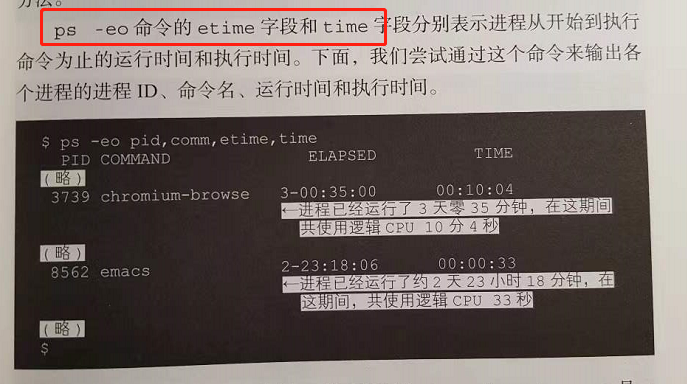 方法。
ps -eo 命令的 etime 字段和 time 字段分别表示进程从开始到执行
命令为止的运行时间和执行时间。下面，我们尝试通过这个命令来输出各
个进程的进程 ID、命令名、运行时间和执行时间。
$ ps -eo pid,comm,etime,time
PID COMMAND ELAPSED TIME
(略)
3739 chromium-browse 3-00:35:00 00:10:04
←进程已经运行了 3 天零 35 分钟，在这期间
共使用逻辑 CPU 10 分 4 秒
(略)
8562 emacs 2-23:18:06 00:00:33
←进程已经运行了约 2 天 23 小时 18 分钟，在
这期间，共使用逻辑 CPU 33 秒
(略)
$